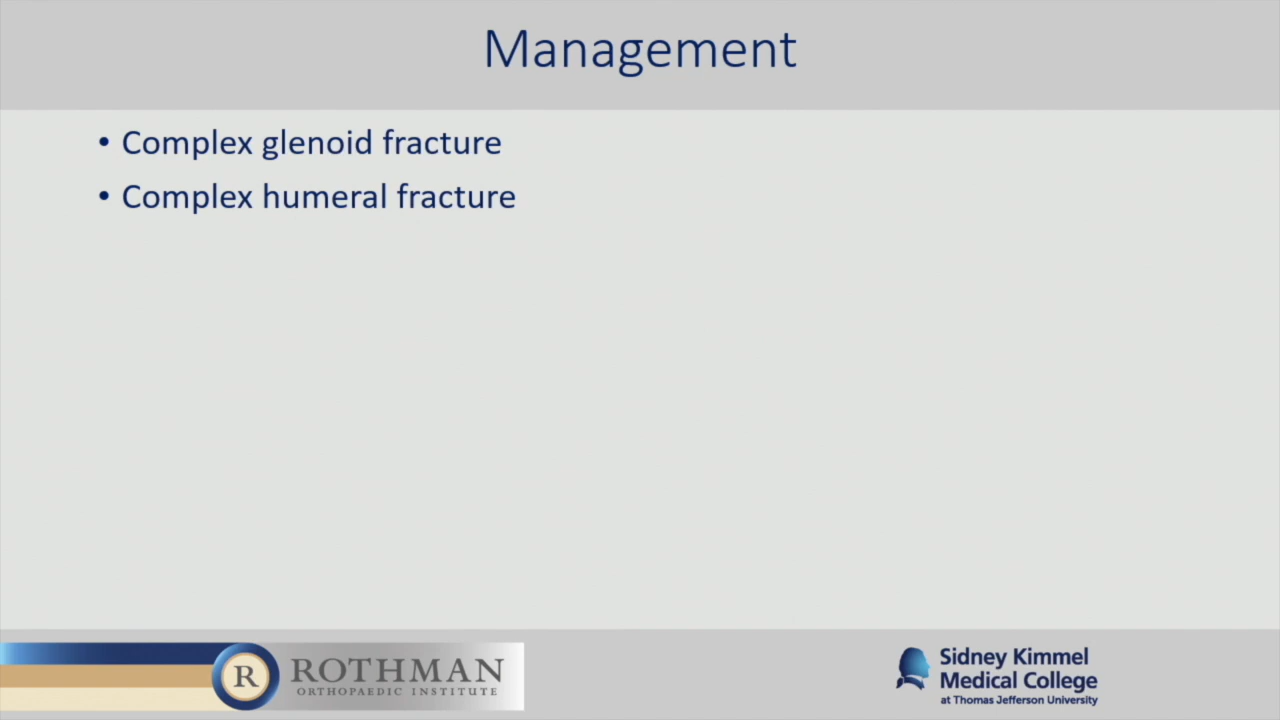 Management
• Complex glenoid fracture
• Complex humeral fracture
R
ROTHMAN
ORTHOPAEDIC INSTITUTE
Sidney Kimmel
Medical College
at Thomas Jefferson University